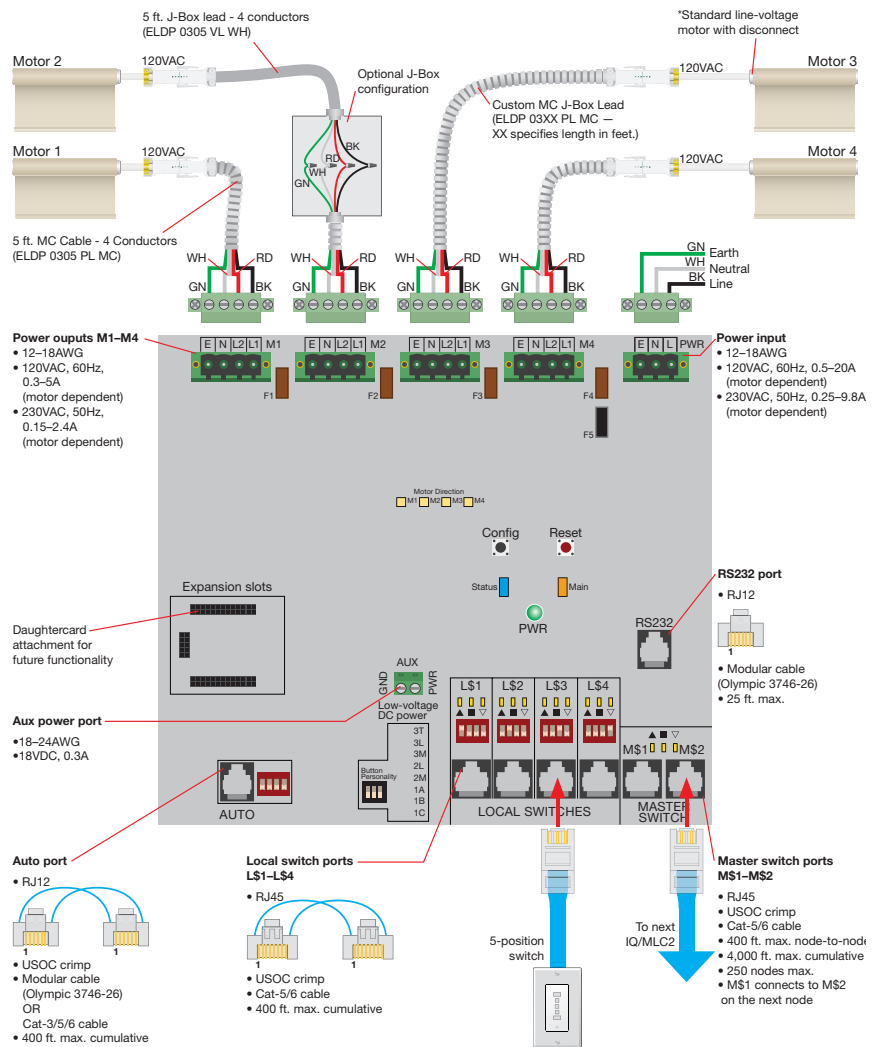 5 ft. J-Box lead - 4 conductors
(ELDP 0305 VL WH)
*Standard line-voltage
motor with disconnect
Motor 2
120VAC
Optional J-Box
configuration
120VAC
Motor 3
Custom MC J-Box Lead
(ELDP 03XX PL MC —
XX specifies length in feet.)
BK
RD
WH
GN
Motor 1
120VAC
120VAC
Motor 4
5 ft. MC Cable - 4 Conductors
(ELDP 0305 PL MC)
WH
RD
GN
BK
WH
RD
GN
BK
WH
RD
GN
BK
WH
RD
GN
BK
GN Earth
WH Neutral
BK Line
Power ouputs M1–M4
• 12–18AWG
• 120VAC, 60Hz,
0.3–5A
(motor dependent)
• 230VAC, 50Hz,
0.15–2.4A
(motor dependent)
E N L2 L1 M1
E N L2 L1 M2
E N L2 L1 M3
E N L2 L1 M4
E N L PWR
F1
F2
F3
F4
F5
Power input
• 12–18AWG
• 120VAC, 60Hz, 0.5–20A
(motor dependent)
• 230VAC, 50Hz, 0.25–9.8A
(motor dependent)
Motor Direction
M1 M2 M3 M4
Config
Reset
Status
Main
PWR
Expansion slots
Daughtercard
attachment for
future functionality
RS232
RS232 port
• RJ12
1
• Modular cable
(Olympic 3746-26)
• 25 ft. max.
AUX
GND
PWR
Low-voltage
DC power
Aux power port
•18–24AWG
•18VDC, 0.3A
3T
3L
3M
2L
2M
1A
1B
1C
Button
Personality
AUTO
L$1
L$2
L$3
L$4
▲ ■ ▽
▲ ■ ▽
▲ ■ ▽
▲ ■ ▽
▲ ■ ▽
M$1
M$2
LOCAL SWITCHES
MASTER
SWITCH
Auto port
• RJ12
1
1
• USOC crimp
• Modular cable
(Olympic 3746-26)
OR
Cat-3/5/6 cable
• 400 ft. max cumulative
Local switch ports
L$1–L$4
• RJ45
1
1
• USOC crimp
• Cat-5/6 cable
• 400 ft. max cumulative
5-position
switch
To next
IQ/MLC2
Master switch ports
M$1–M$2
• RJ45
• USOC crimp
• Cat-5/6 cable
• 400 ft. max. node-to-node
• 4,000 ft. max. cumulative
• 250 nodes max.
• M$1 connects to M$2
on the next node